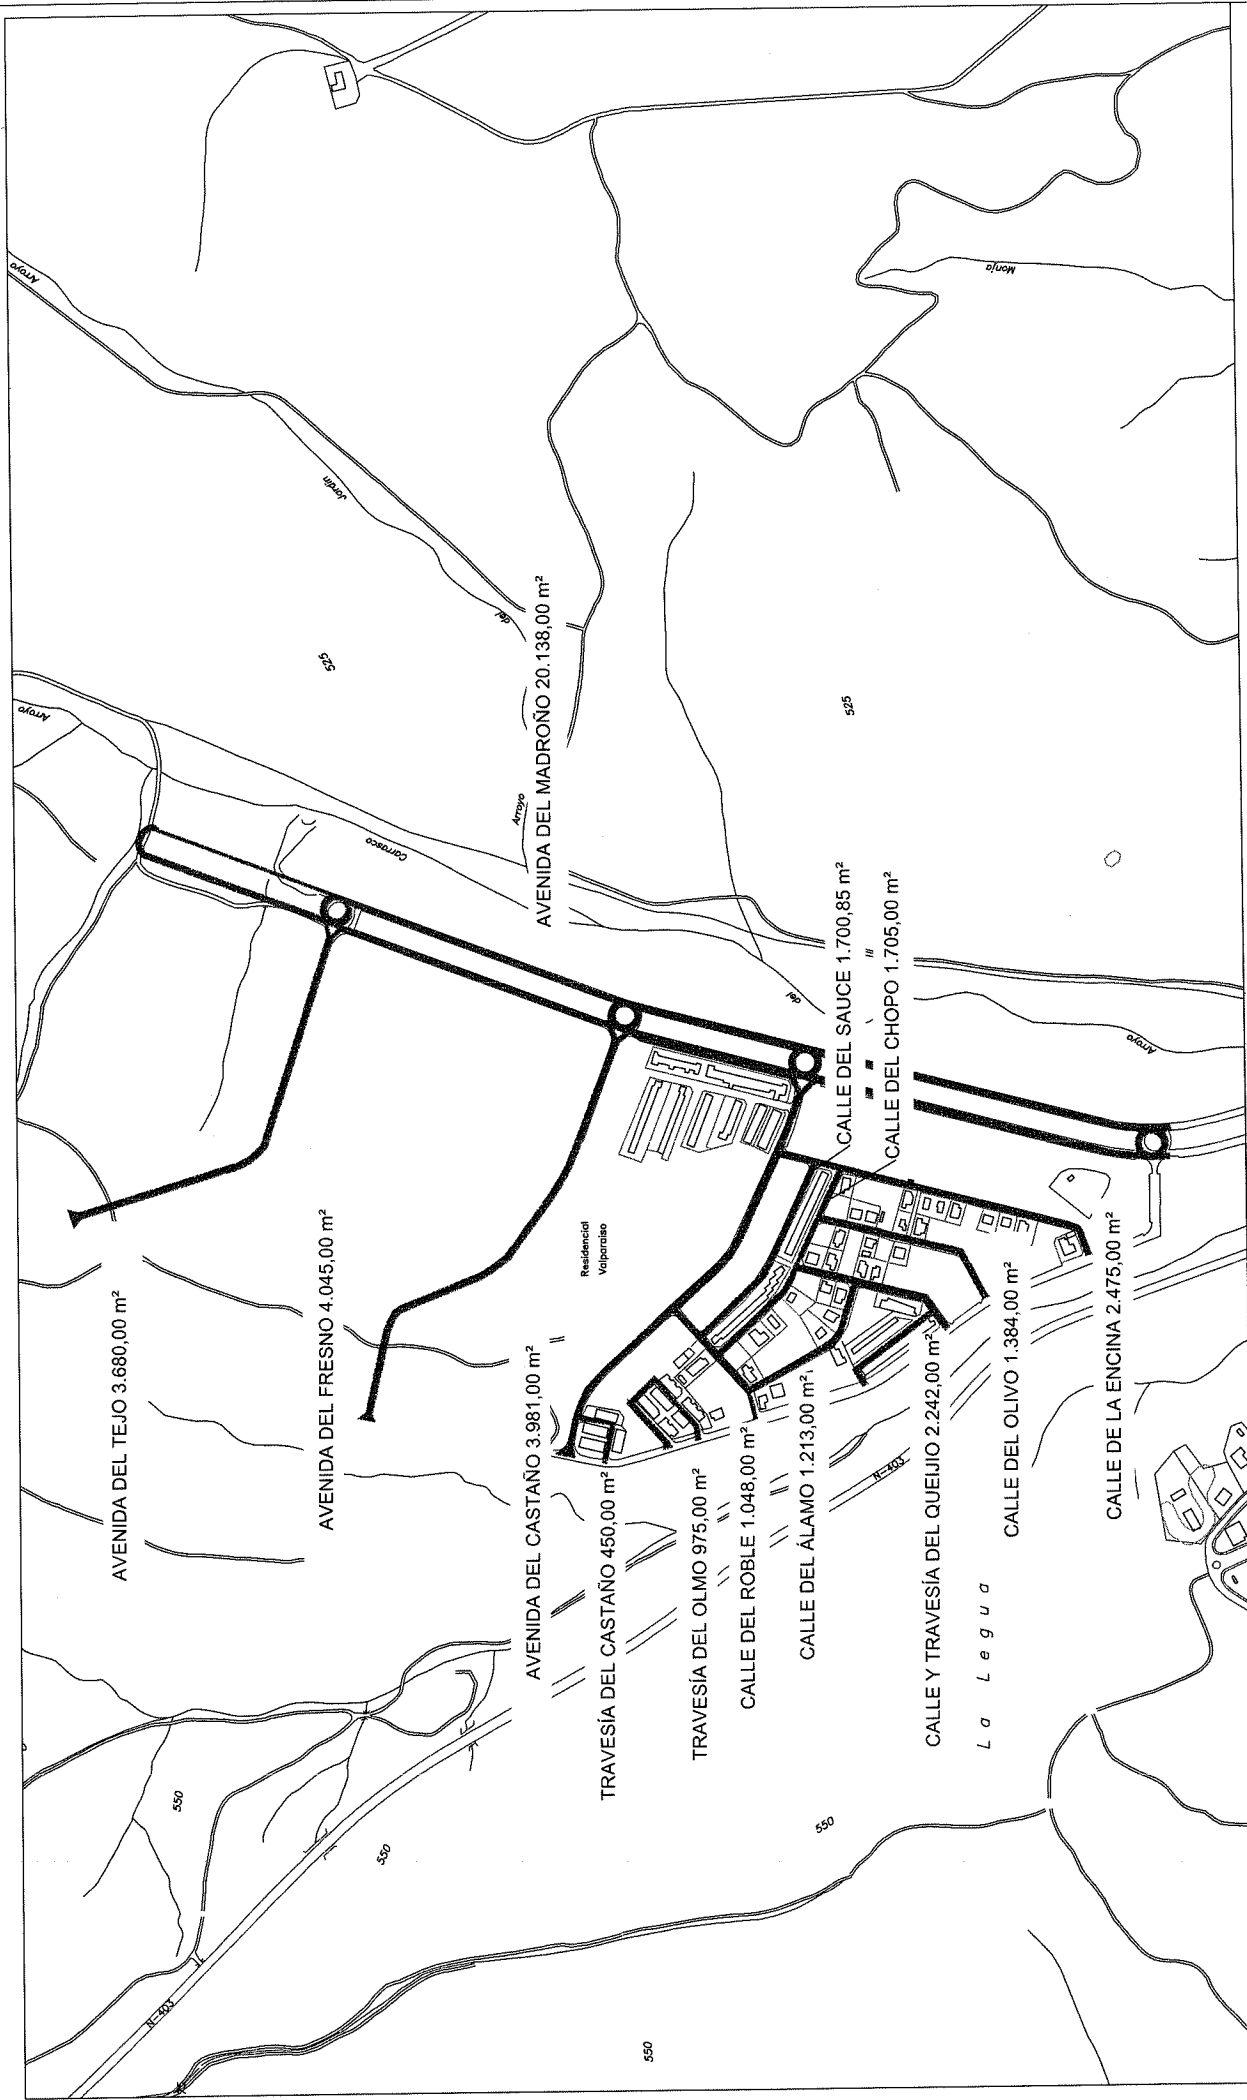 AVENIDA DEL TEJO 3.680,00 m²
AVENIDA DEL FRESNO 4.045,00 m²
AVENIDA DEL CASTAÑO 3.981,00 m²
TRAVESÍA DEL CASTAÑO 450,00 m²
TRAVESÍA DEL OLMO 975,00 m²
CALLE DEL ROBLE 1.048,00 m²
CALLE DEL ÁLAMO 1.213,00 m²
CALLE Y TRAVESÍA DEL QUEIJIO 2.242,00 m²
CALLE DEL OLIVO 1.384,00 m²
CALLE DE LA ENCINA 2.475,00 m²
AVENIDA DEL MADROÑO 20.138,00 m²
CALLE DEL SAUCE 1.700,85 m²
CALLE DEL CHOPO 1.705,00 m²
Residencial
Valparaíso
La Legua
N-403
N-403
550
550
550
550
525
525
Arroyo
Jardín
del
Arroyo
Arroyo
Carrasco
del
Arroyo
Monja